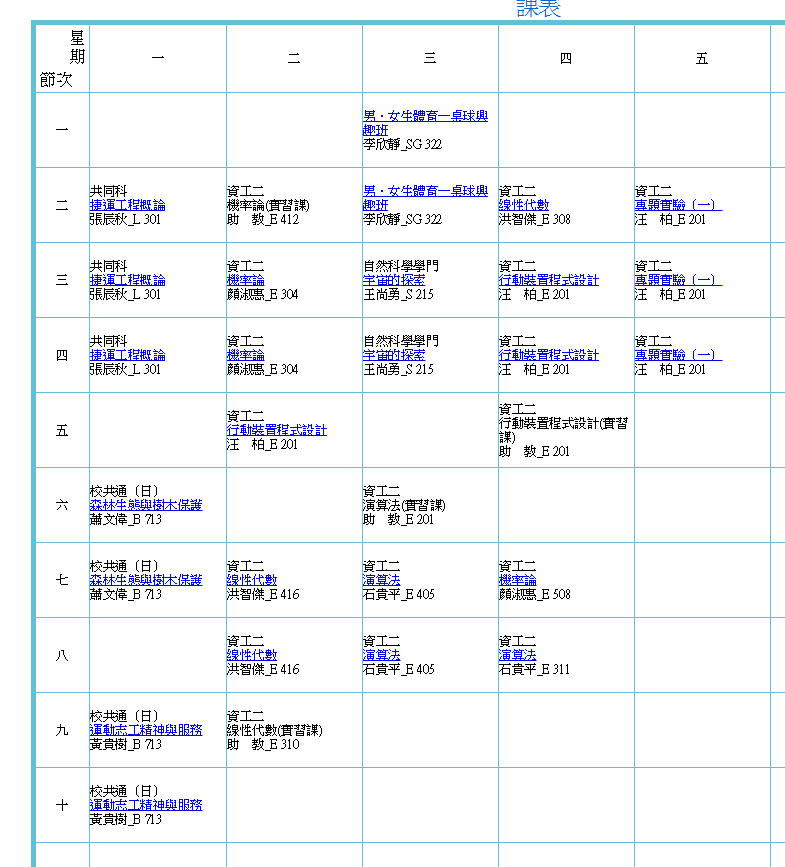 課表
星
期
節次
一
二
三
四
五
一
男．女生體育—桌球興
趣班
李欣靜_SG 322
二
共同科
捷運工程概論
張辰秋_L 301
資工二
機率論(實習課)
助　教_E 412
男．女生體育—桌球興
趣班
李欣靜_SG 322
資工二
線性代數
洪智傑_E 308
資工二
專題實驗（一）
汪　柏_E 201
三
共同科
捷運工程概論
張辰秋_L 301
資工二
機率論
顏淑惠_E 304
自然科學學門
宇宙的探索
王尚勇_S 215
資工二
行動裝置程式設計
汪　柏_E 201
資工二
專題實驗（一）
汪　柏_E 201
四
共同科
捷運工程概論
張辰秋_L 301
資工二
機率論
顏淑惠_E 304
自然科學學門
宇宙的探索
王尚勇_S 215
資工二
行動裝置程式設計
汪　柏_E 201
資工二
專題實驗（一）
汪　柏_E 201
五
資工二
行動裝置程式設計
汪　柏_E 201
資工二
行動裝置程式設計(實習
課)
助　教_E 201
六
校共通（日）
森林生態與樹木保護
蕭文偉_B 713
資工二
演算法(實習課)
助　教_E 201
七
校共通（日）
森林生態與樹木保護
蕭文偉_B 713
資工二
線性代數
洪智傑_E 416
資工二
演算法
石貴平_E 405
資工二
機率論
顏淑惠_E 508
八
資工二
線性代數
洪智傑_E 416
資工二
演算法
石貴平_E 405
資工二
演算法
石貴平_E 311
九
校共通（日）
運動志工精神與服務
黃貴樹_B 713
資工二
線性代數(實習課)
助　教_E 310
十
校共通（日）
運動志工精神與服務
黃貴樹_B 713